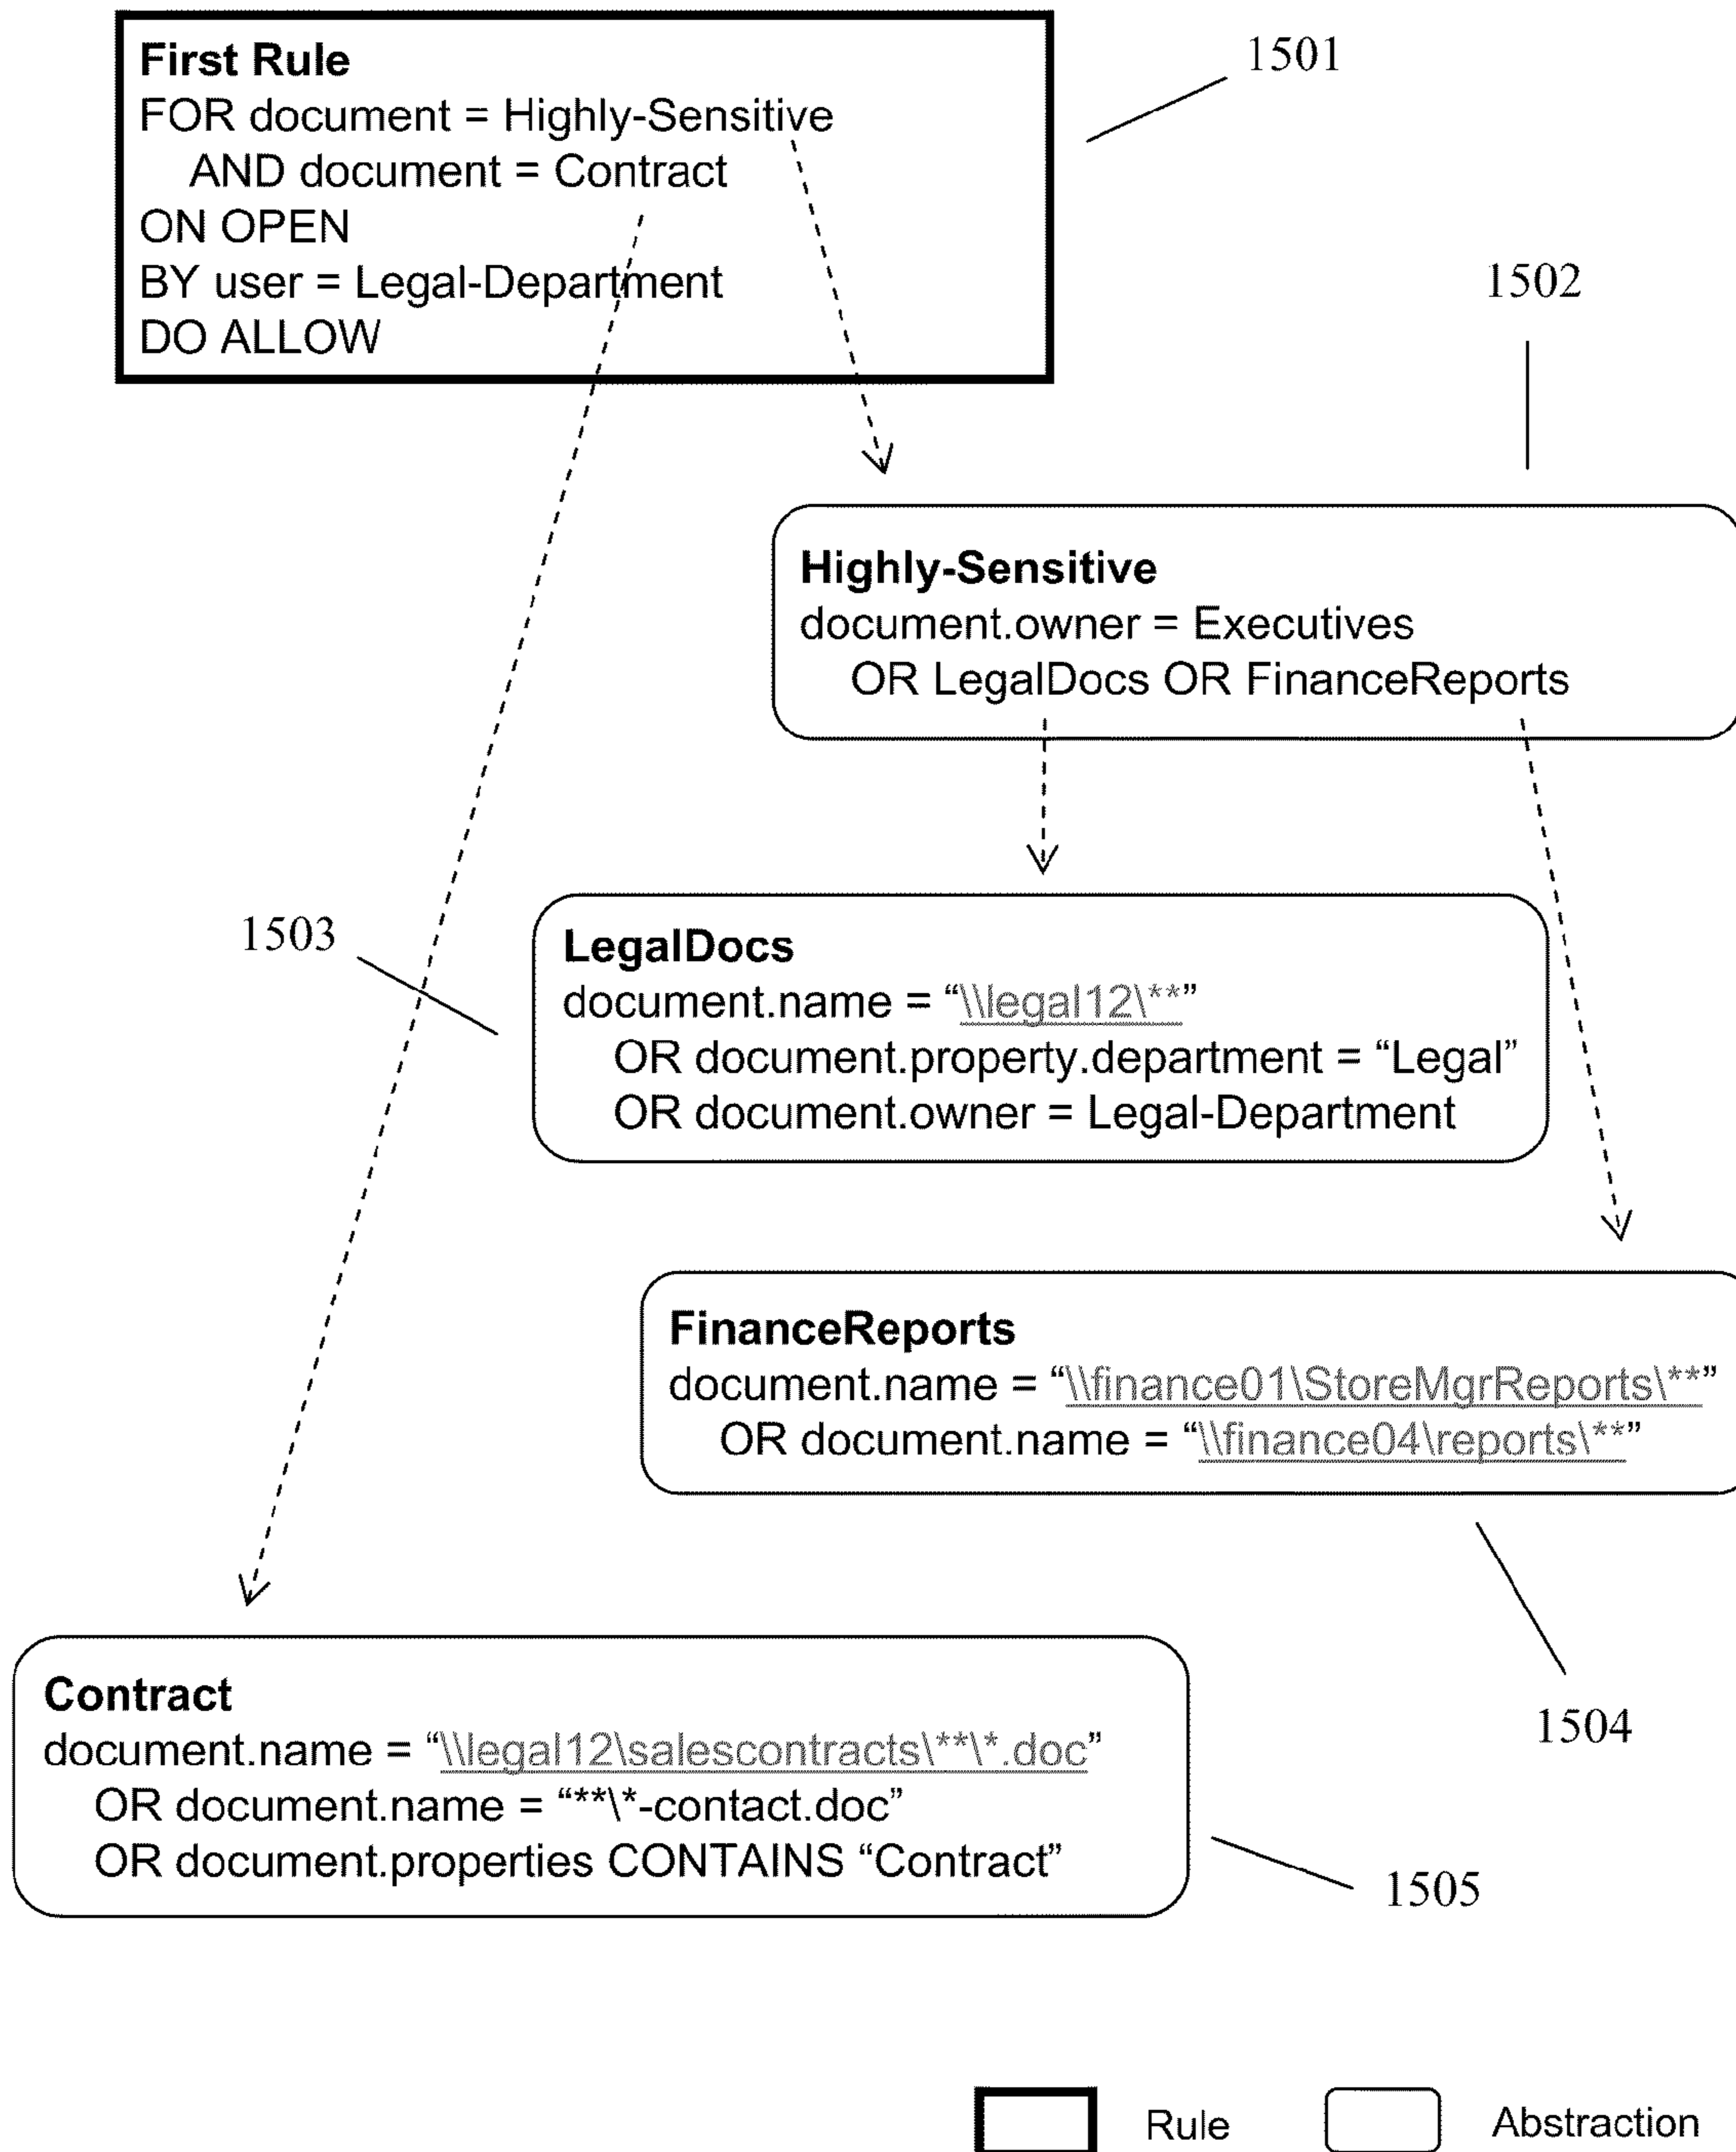 First Rule
FOR document = Highly-Sensitive
AND document = Contract
ON OPEN
BY user = Legal-Department
DO ALLOW
1501
1502
Highly-Sensitive
document.owner = Executives
OR LegalDocs OR FinanceReports
1503
LegalDocs
document.name = “\\legal12\**”
OR document.property.department = “Legal”
OR document.owner = Legal-Department
FinanceReports
document.name = “\\finance01\StoreMgrReports\**”
OR document.name = “\\finance04\reports\**”
1504
Contract
document.name = “\\legal12\salescontracts\**\*.doc”
OR document.name = “**\*-contact.doc”
OR document.properties CONTAINS “Contract”
1505
Rule
Abstraction